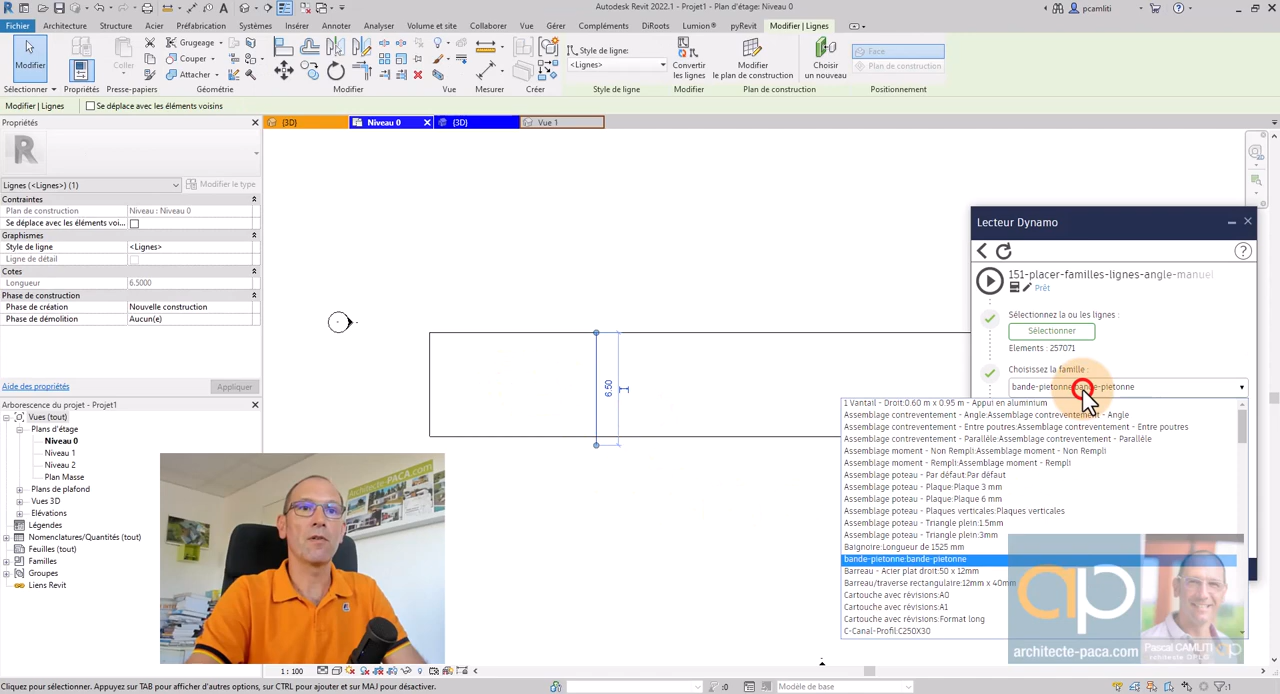 Autodesk Revit 2022.1 - Projet1 - Plan d'étage: Niveau 0
pcamliti
Fichier Architecture Structure Acier Préfabrication Systèmes Insérer Annoter Analyser Volume et site Collaborer Vue Gérer Compléments DiRoots Lumion® pyRevit Modifier | Lignes
Modifier
Coller
Grugeage
Couper
Attacher
Style de ligne:
<Lignes>
Convertir
les lignes
Modifier
le plan de construction
Choisir
un nouveau
Face
Plan de construction
Sélectionner Propriétés Presse-papiers Géométrie Modifier Vue Mesurer Créer Style de ligne Modifier Plan de construction Positionnement
Modifier | Lignes Se déplace avec les éléments voisins
Propriétés
{3D} Niveau 0 {3D} Vue 1
Lignes (<Lignes>) (1) Modifier le type
Contraintes
Plan de construction Niveau : Niveau 0
Se déplace avec les éléments voi...
Graphismes
Style de ligne <Lignes>
Ligne de détail
Cotes
Longueur 6.5000
Phase de construction
Phase de création Nouvelle construction
Phase de démolition Aucun(e)
Aide des propriétés Appliquer
Arborescence du projet - Projet1
Vues (tout)
Plans d'étage
Niveau 0
Niveau 1
Niveau 2
Plan Masse
Plans de plafond
Vues 3D
Elévations
Légendes
Nomenclatures/Quantités (tout)
Feuilles (tout)
Familles
Groupes
Liens Revit
6.50
Lecteur Dynamo
151-placer-familles-lignes-angle-manuel
Prêt
Sélectionnez la ou les lignes :
Sélectionner
Elements : 257071
Choisissez la famille :
bande-pietonne:bande-pietonne
1 Vantail - Droit:0.60 m x 0.95 m - Appui en aluminium
Assemblage contreventement - Angle:Assemblage contreventement - Angle
Assemblage contreventement - Entre poutres:Assemblage contreventement - Entre poutres
Assemblage contreventement - Parallèle:Assemblage contreventement - Parallèle
Assemblage moment - Non Rempli:Assemblage moment - Non Rempli
Assemblage moment - Rempli:Assemblage moment - Rempli
Assemblage poteau - Par défaut:Par défaut
Assemblage poteau - Plaque:Plaque 3 mm
Assemblage poteau - Plaque:Plaque 6 mm
Assemblage poteau - Plaques verticales:Plaques verticales
Assemblage poteau - Triangle plein:1.5mm
Assemblage poteau - Triangle plein:3mm
Baignoire:Longueur de 1525 mm
bande-pietonne:bande-pietonne
Barreau - Acier plat droit:50 x 12mm
Barreau/traverse rectangulaire:12mm x 40mm
Cartouche avec révisions:A0
Cartouche avec révisions:A1
Cartouche avec révisions:Format long
C-Canal-Profil:C250X30
ap
architecte-paca.com
Pascal CAMLITI
architecte DPLG
Architecte-PACA.com
1 : 100
Cliquez pour sélectionner. Appuyez sur TAB pour afficher d'autres options, sur CTRL pour ajouter et sur MAJ pour désactiver.
:0 Modèle de base :1